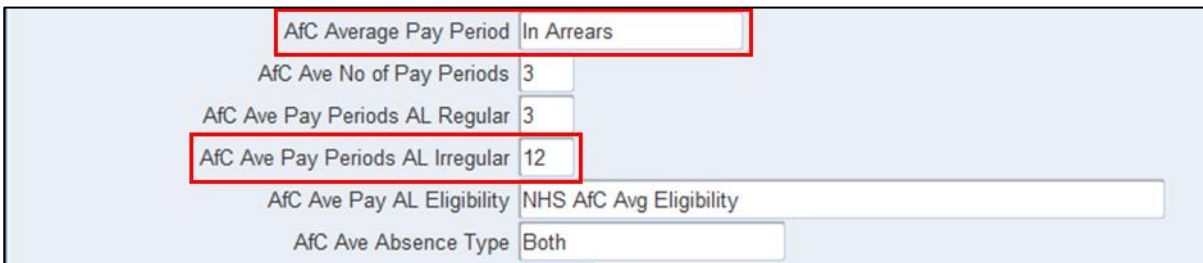 AfC Average Pay Period In Arrears
AfC Ave No of Pay Periods 3
AfC Ave Pay Periods AL Regular 3
AfC Ave Pay Periods AL Irregular 12
AfC Ave Pay AL Eligibility NHS AfC Avg Eligibility
AfC Ave Absence Type Both